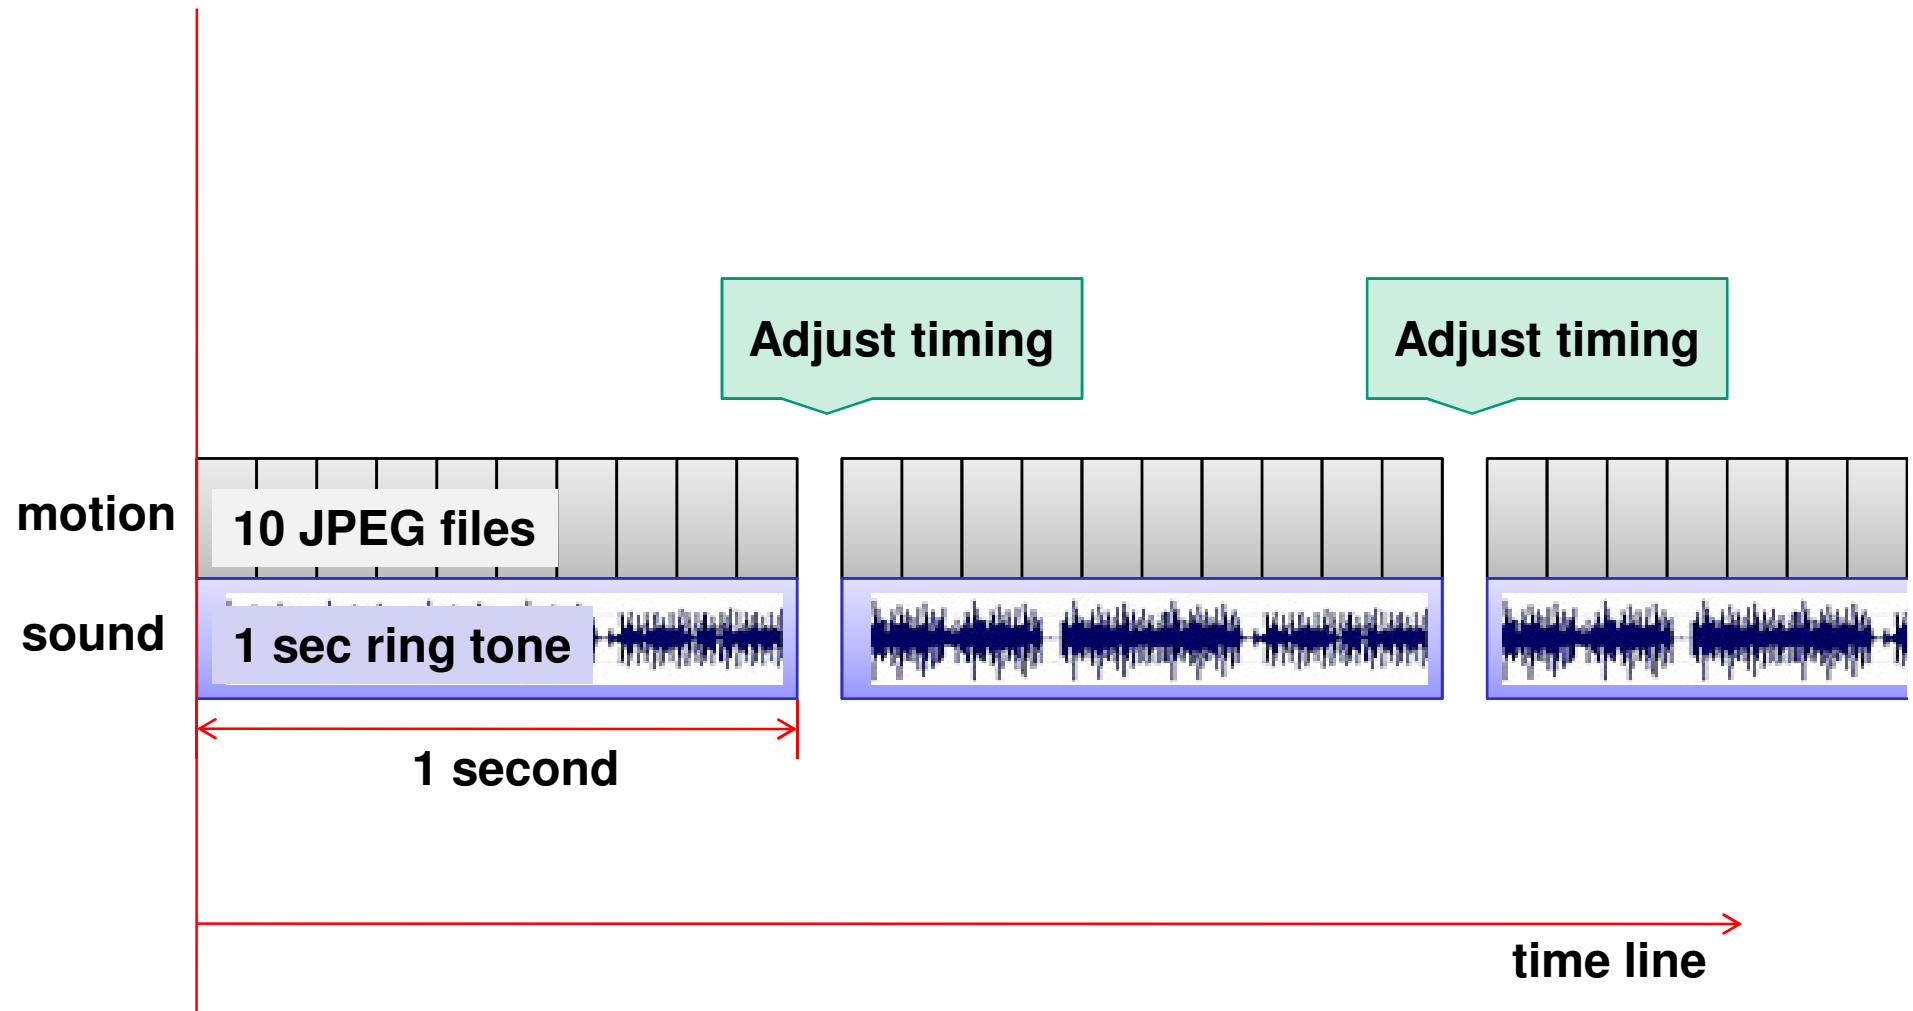 Adjust timing
Adjust timing
motion
10 JPEG files
sound
1 sec ring tone
1 second
time line